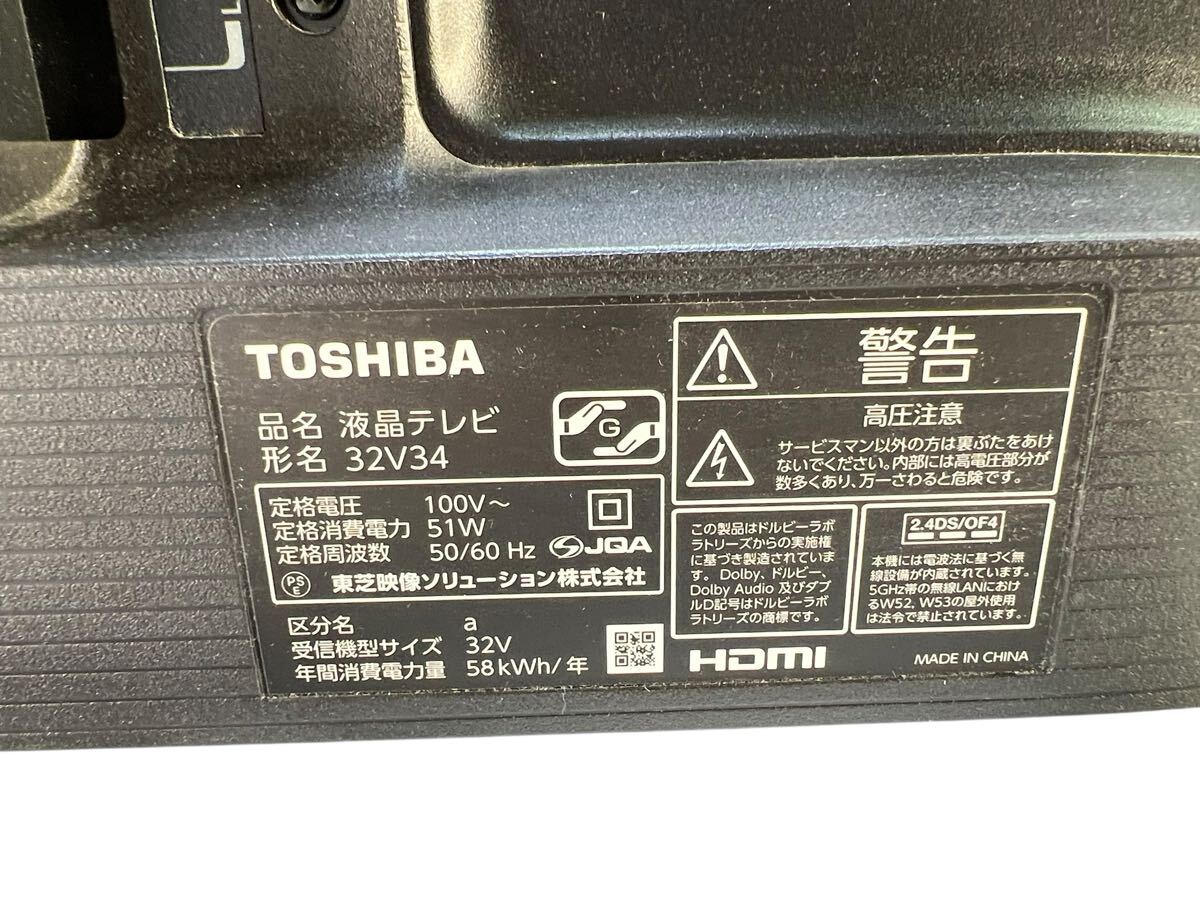 TOSHIBA
品名 液晶テレビ
形名 32V34
G
定格電圧 100V～
定格消費電力 51W
定格周波数 50/60 Hz
JQA
PSE 東芝映像ソリューション株式会社
区分名 a
受信機型サイズ 32V
年間消費電力量 58kWh/年
警告
高圧注意
サービスマン以外の方は裏ぶたをあけ
ないでください。内部には高電圧部分が
数多くあり、万一さわると危険です。
この製品はドルビーラボ
ラトリーズからの実施権
に基づき製造されていま
す。Dolby、ドルビー、
Dolby Audio 及びダブ
ルD記号はドルビーラボ
ラトリーズの商標です。
2.4DS/OF4
本機には電波法に基づく無
線設備が内蔵されています。
5GHz帯の無線LANにおけ
るW52、W53の屋外使用
は法令で禁止されています。
HDMI
MADE IN CHINA